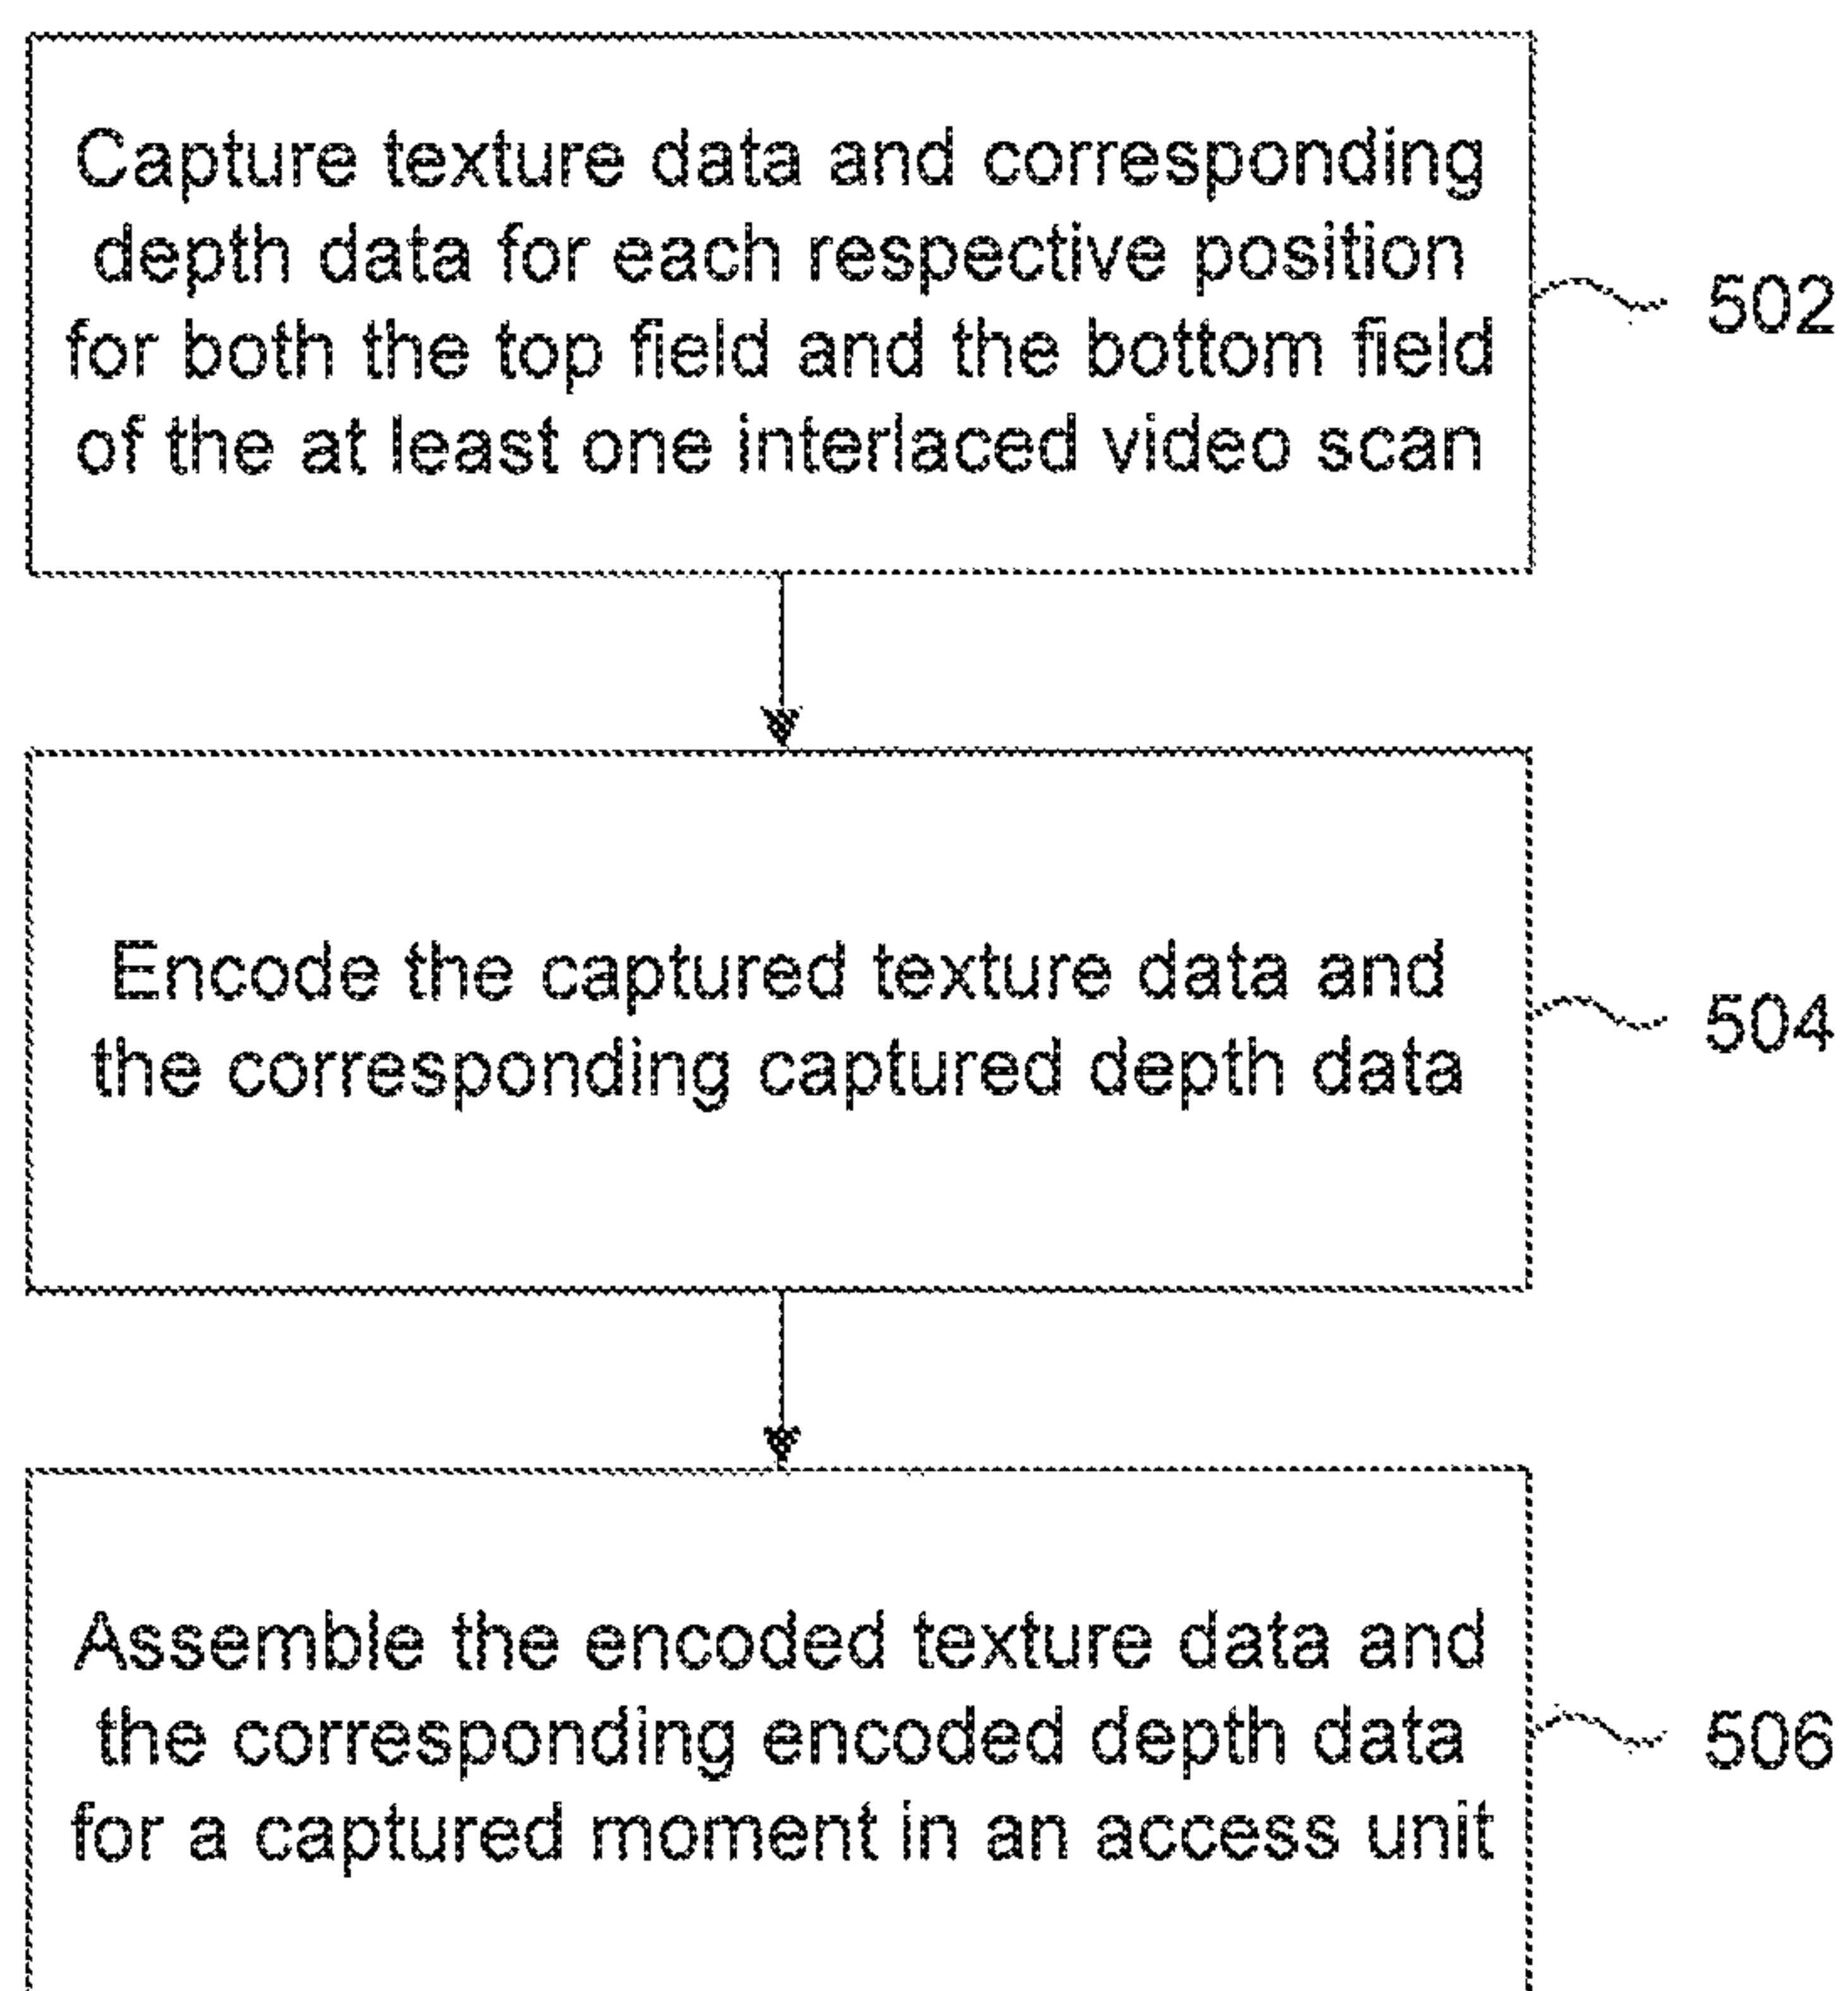 Capture texture data and corresponding
depth data for each respective position
for both the top field and the bottom field
of the at least one interlaced video scan
502
Encode the captured texture data and
the corresponding captured depth data
504
Assemble the encoded texture data and
the corresponding encoded depth data
for a captured moment in an access unit
506